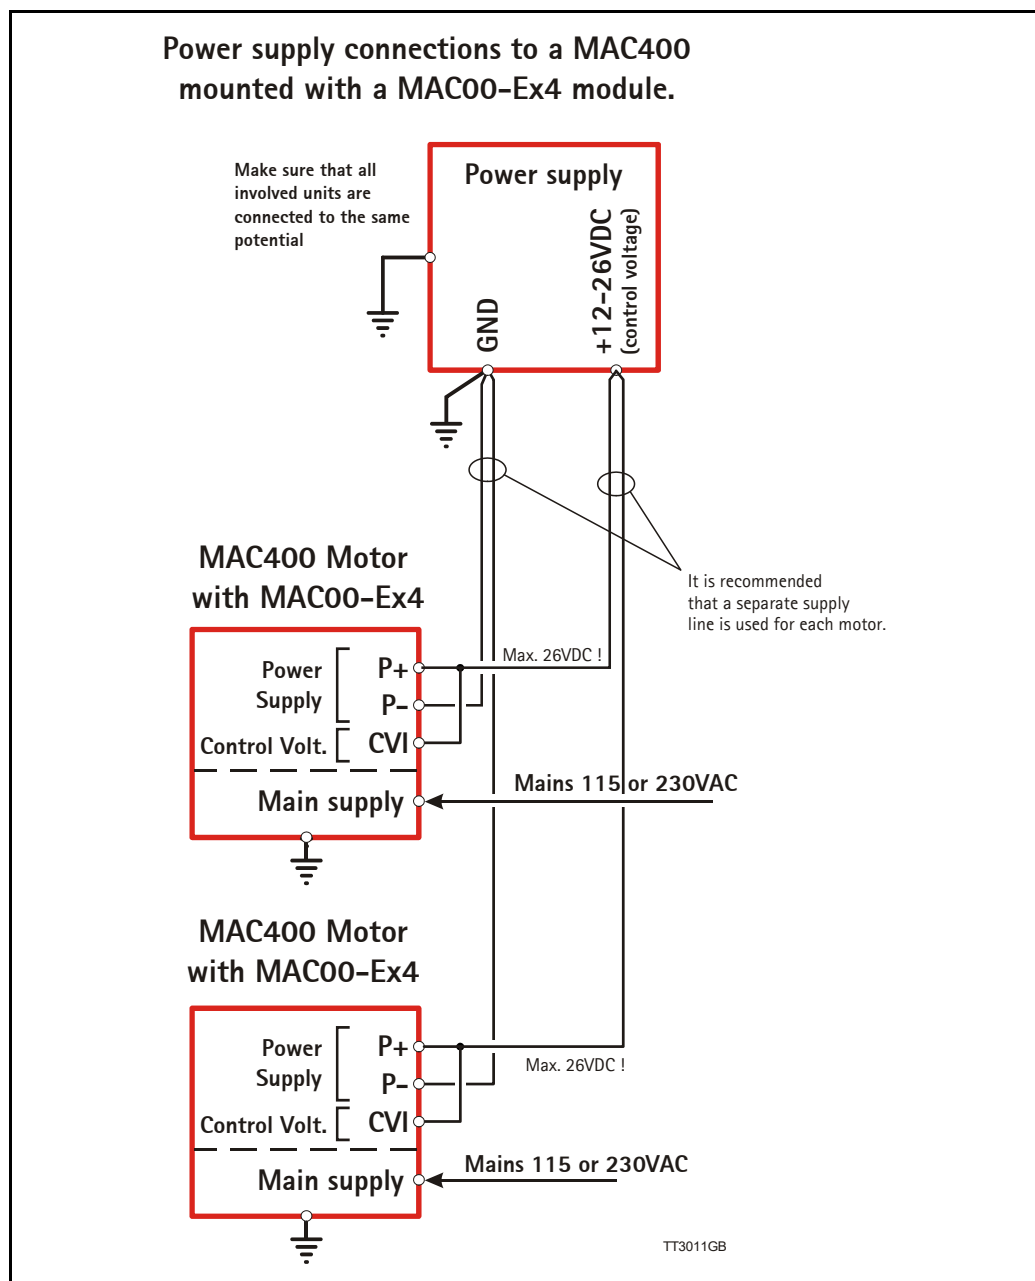 Power supply connections to a MAC400
mounted with a MAC00-Ex4 module.
Make sure that all
involved units are
connected to the same
potential
Power supply
GND
+12-26VDC
(control voltage)
It is recommended
that a separate supply
line is used for each motor.
MAC400 Motor
with MAC00-Ex4
Power
Supply
P+
P-
Control Volt.
CVI
Max. 26VDC !
Main supply
Mains 115 or 230VAC
MAC400 Motor
with MAC00-Ex4
Power
Supply
P+
P-
Control Volt.
CVI
Max. 26VDC !
Main supply
Mains 115 or 230VAC
TT3011GB